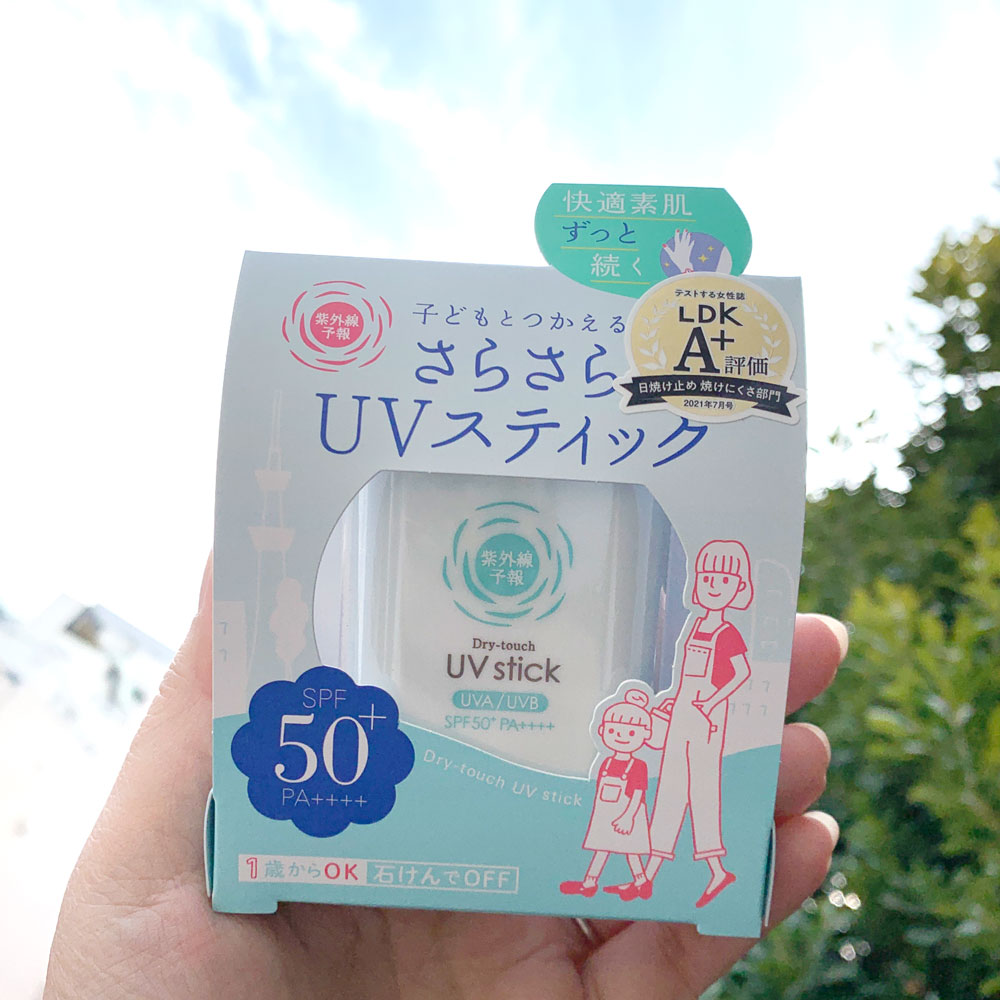 快適素肌
ずっと
続く
テストする女性誌
LDK
A+評価
日焼け止め 焼けにくさ部門
2021年7月号
紫外線
予報
子どもとつかえる
さらさら
UVスティック
紫外線
予報
Dry-touch
UV stick
UVA/UVB
SPF50+ PA++++
Dry-touch UV stick
SPF
50+
PA++++
1歳からOK 石けんでOFF